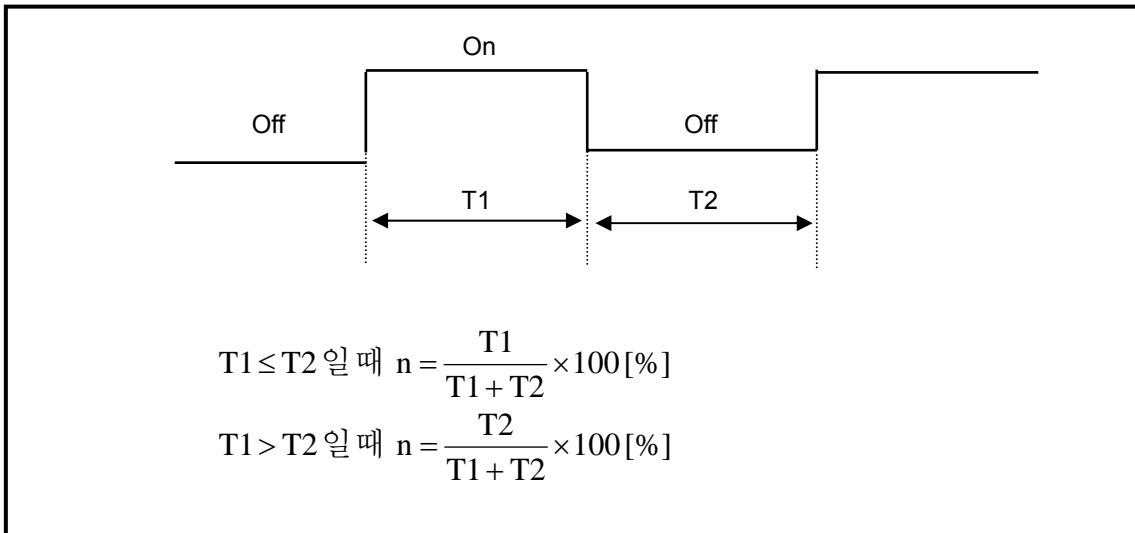 On
Off
Off
T1
T2
T1 ≤ T2 일 때 n = T1 / (T1 + T2) × 100 [%]
T1 > T2 일 때 n = T2 / (T1 + T2) × 100 [%]